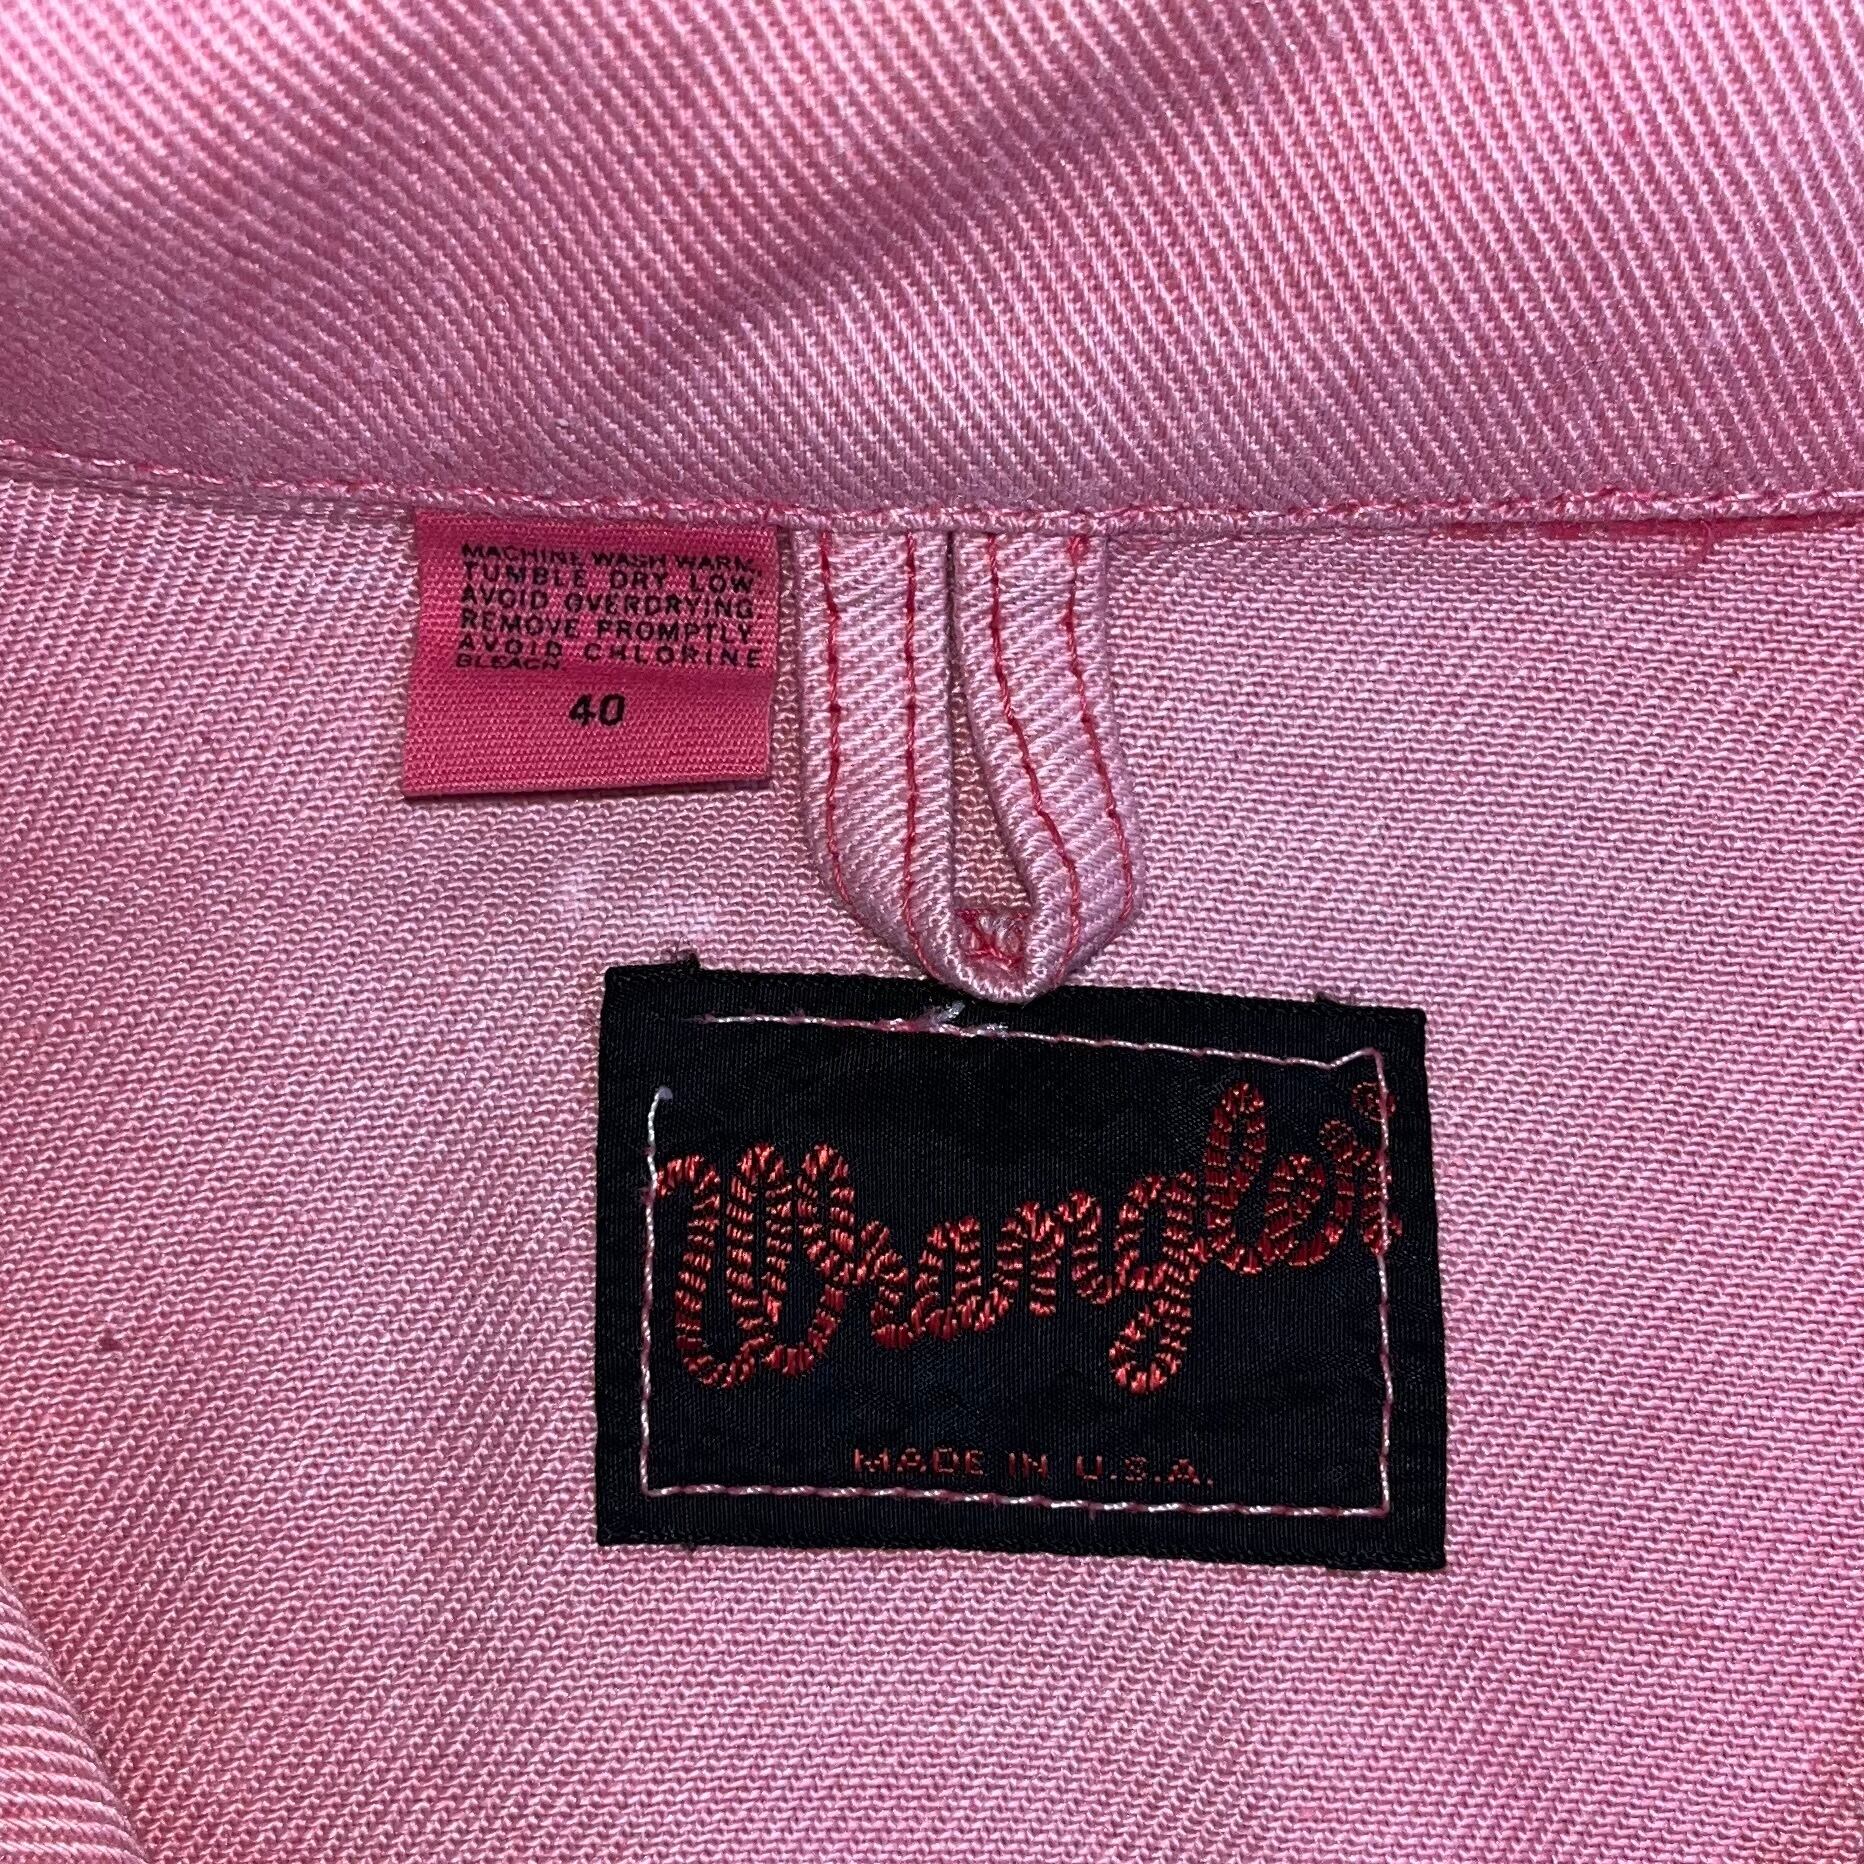 MACHINE WASH WARM,
TUMBLE DRY LOW
AVOID OVERDRYING,
REMOVE PROMPTLY.
AVOID CHLORINE
BLEACH
40
Wrangler
MADE IN U.S.A.